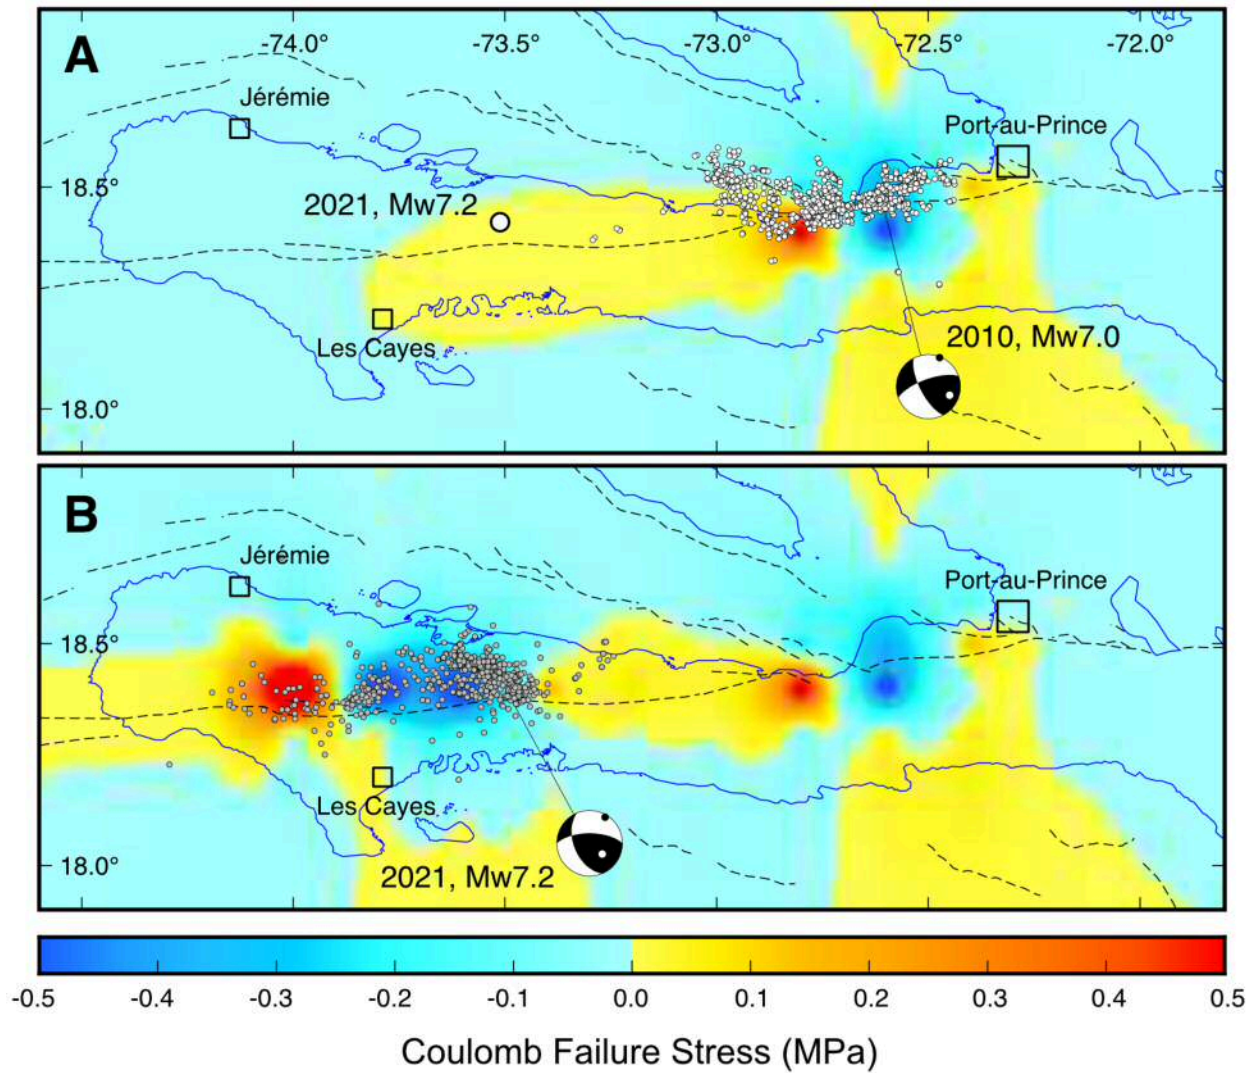 A
-74.0° -73.5° -73.0° -72.5° -72.0°
Jérémie
Port-au-Prince
18.5°
2021, Mw7.2
Les Cayes
2010, Mw7.0
18.0°
B
Jérémie
Port-au-Prince
18.5°
Les Cayes
18.0°
2021, Mw7.2
-0.5 -0.4 -0.3 -0.2 -0.1 0.0 0.1 0.2 0.3 0.4 0.5
Coulomb Failure Stress (MPa)